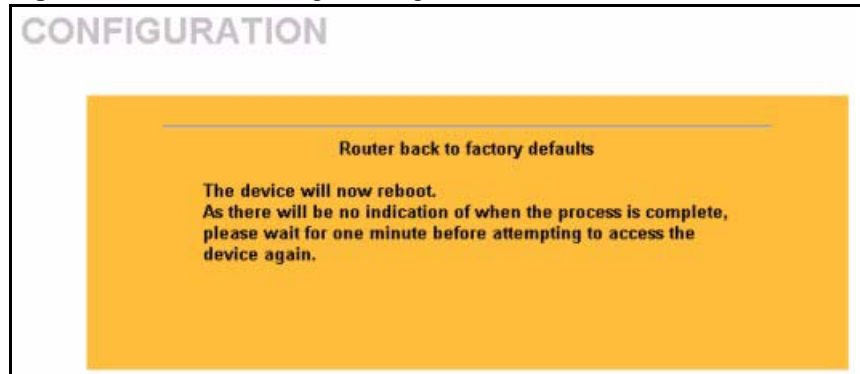 CONFIGURATION
Router back to factory defaults
The device will now reboot.
As there will be no indication of when the process is complete,
please wait for one minute before attempting to access the
device again.